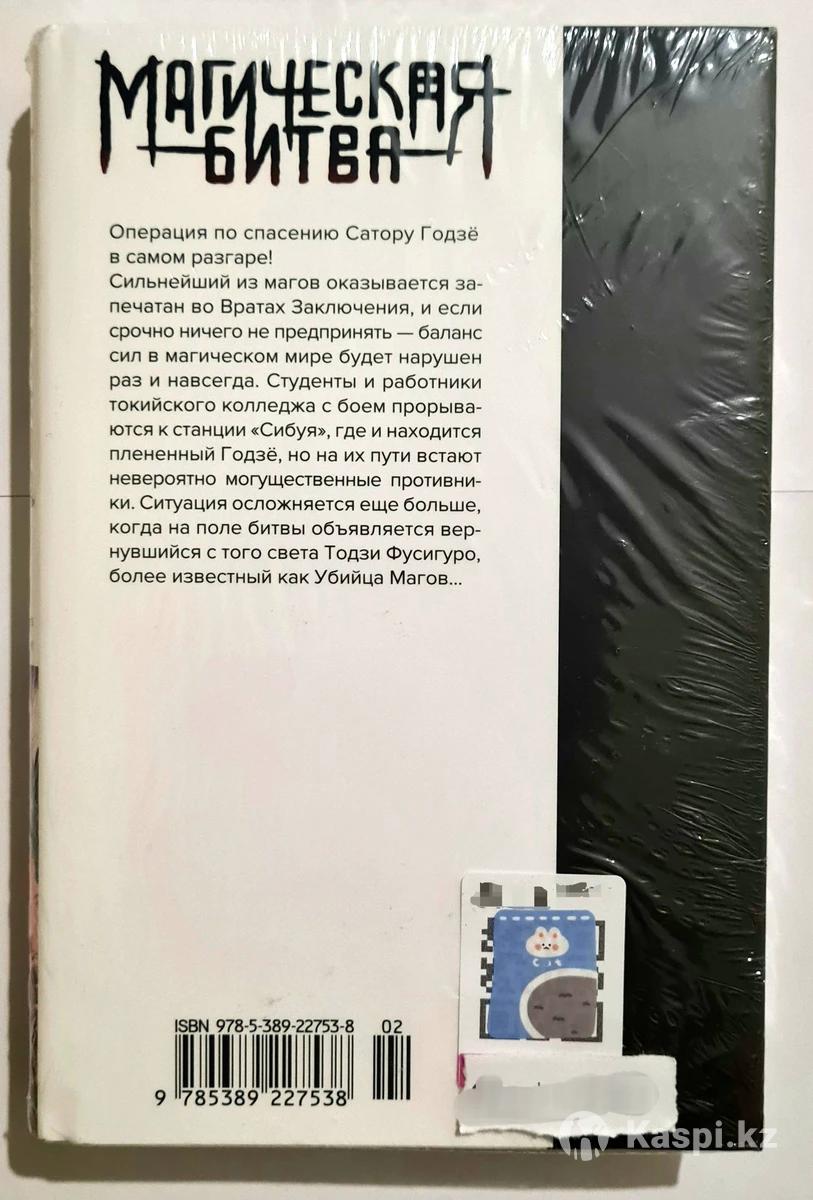 МАГИЧЕСКАЯ
БИТВА
Операция по спасению Сатору Годзё
в самом разгаре!
Сильнейший из магов оказывается за-
печатан во Вратах Заключения, и если
срочно ничего не предпринять — баланс
сил в магическом мире будет нарушен
раз и навсегда. Студенты и работники
токийского колледжа с боем прорыва-
ются к станции «Сибуя», где и находится
плененный Годзё, но на их пути встают
невероятно могущественные противни-
ки. Ситуация осложняется еще больше,
когда на поле битвы объявляется вер-
нувшийся с того света Тодзи Фусигуро,
более известный как Убийца Магов...
ISBN 978-5-389-22753-8 02
9 785389 227538
Kaspi.kz